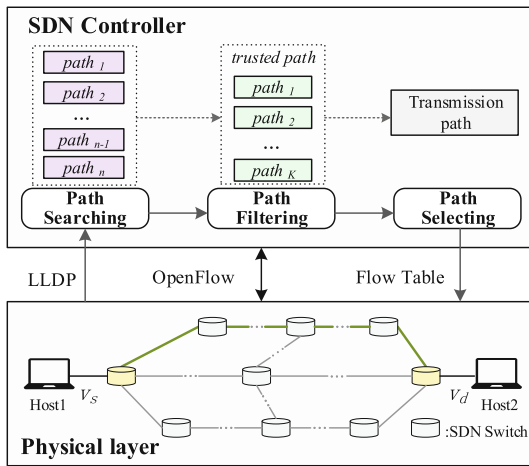 SDN Controller
path 1
path 2
...
path n-1
path n
trusted path
path 1
path 2
...
path K
Transmission
path
Path
Searching
Path
Filtering
Path
Selecting
LLDP
OpenFlow
Flow Table
Host1
Vs
Vd
Host2
:SDN Switch
Physical layer